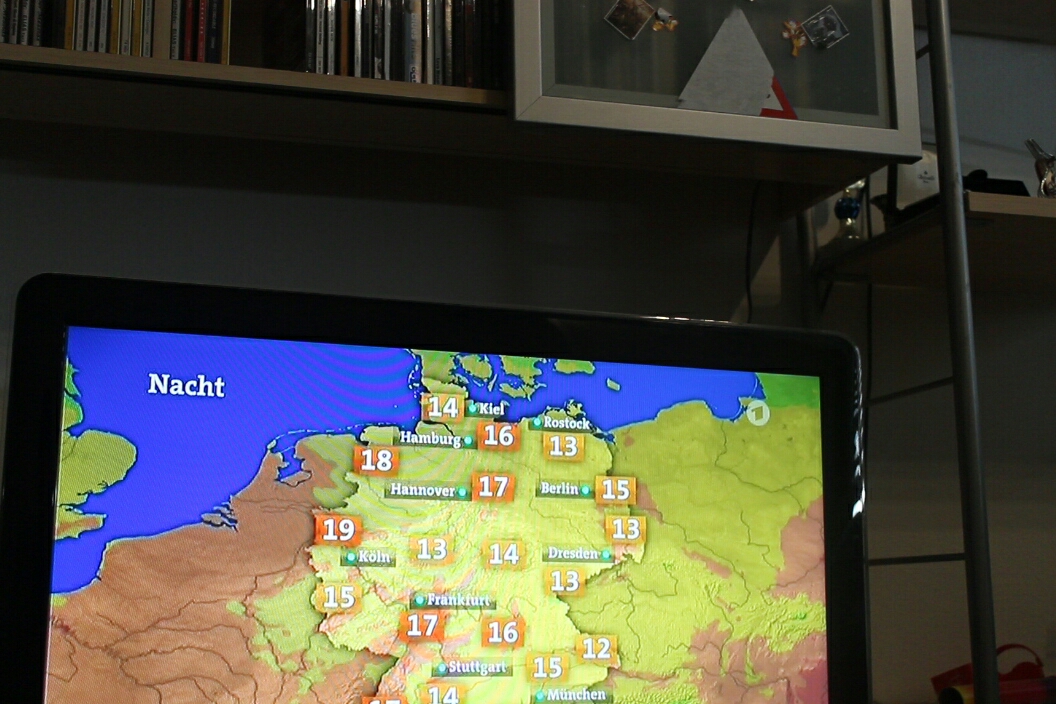 Nacht
1
14
Kiel
Rostock
Hamburg
16
13
18
Hannover
17
Berlin
15
19
13
Köln
13
14
Dresden
13
15
Frankfurt
17
16
12
Stuttgart
15
14
München